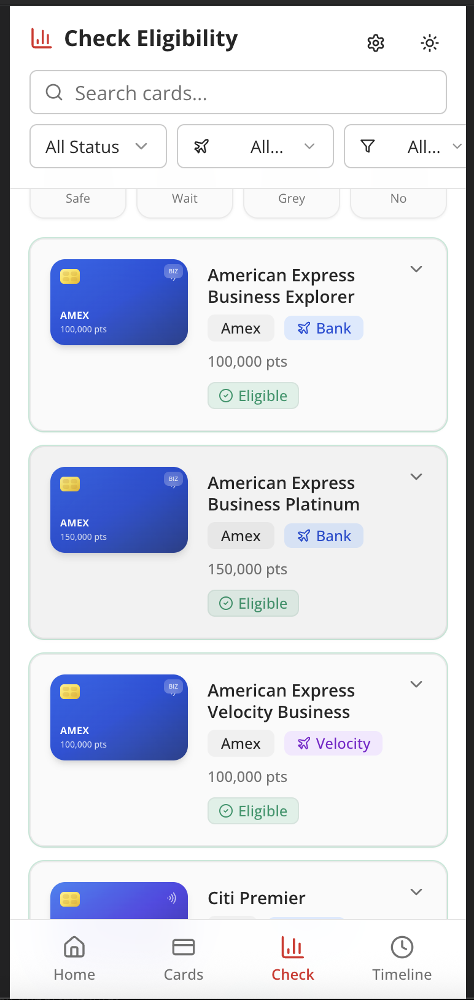 Check Eligibility
Search cards...
All Status
All...
All...
Safe
Wait
Grey
No
BIZ
AMEX
100,000 pts
American Express
Business Explorer
Amex
Bank
100,000 pts
Eligible
BIZ
AMEX
150,000 pts
American Express
Business Platinum
Amex
Bank
150,000 pts
Eligible
BIZ
AMEX
100,000 pts
American Express
Velocity Business
Amex
Velocity
100,000 pts
Eligible
Citi Premier
Home
Cards
Check
Timeline